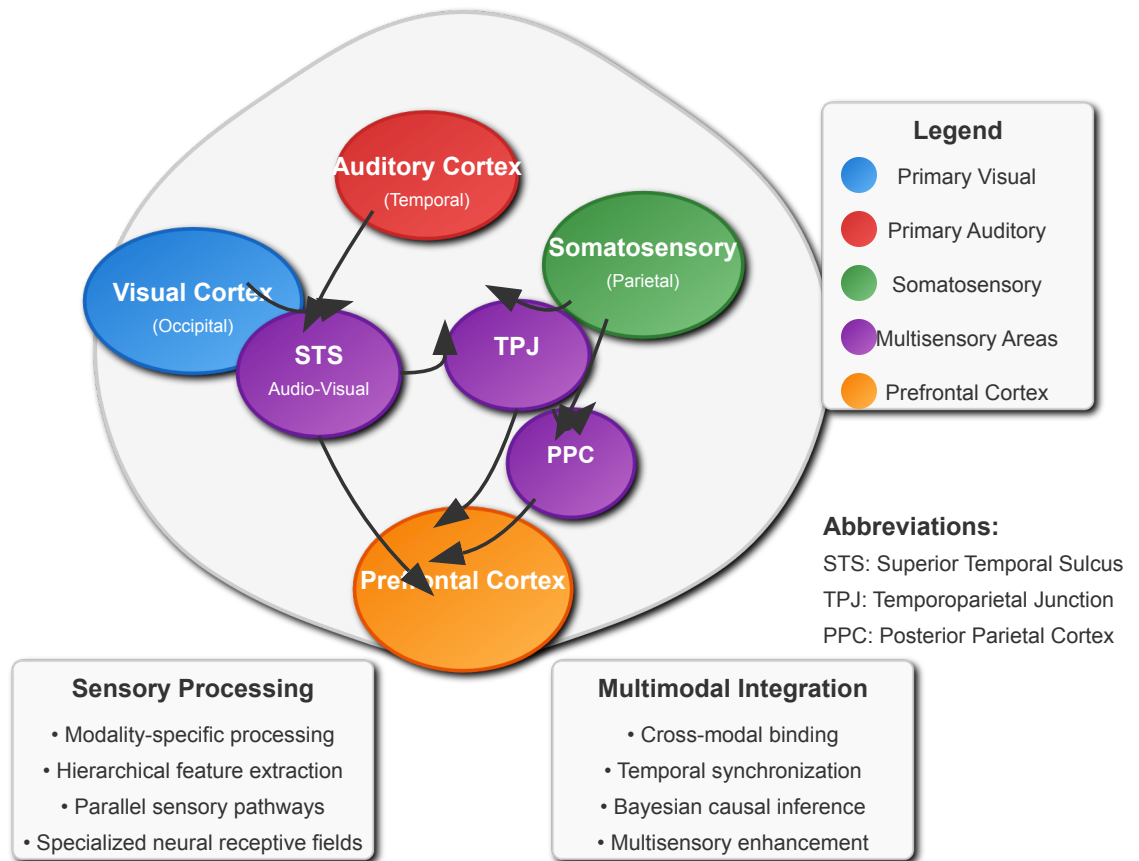 Auditory Cortex
(Temporal)
Somatosensory
(Parietal)
Visual Cortex
(Occipital)
STS
Audio-Visual
TPJ
PPC
Prefrontal Cortex
Legend
Primary Visual
Primary Auditory
Somatosensory
Multisensory Areas
Prefrontal Cortex
Abbreviations:
STS: Superior Temporal Sulcus
TPJ: Temporoparietal Junction
PPC: Posterior Parietal Cortex
Sensory Processing
• Modality-specific processing
• Hierarchical feature extraction
• Parallel sensory pathways
• Specialized neural receptive fields
Multimodal Integration
• Cross-modal binding
• Temporal synchronization
• Bayesian causal inference
• Multisensory enhancement